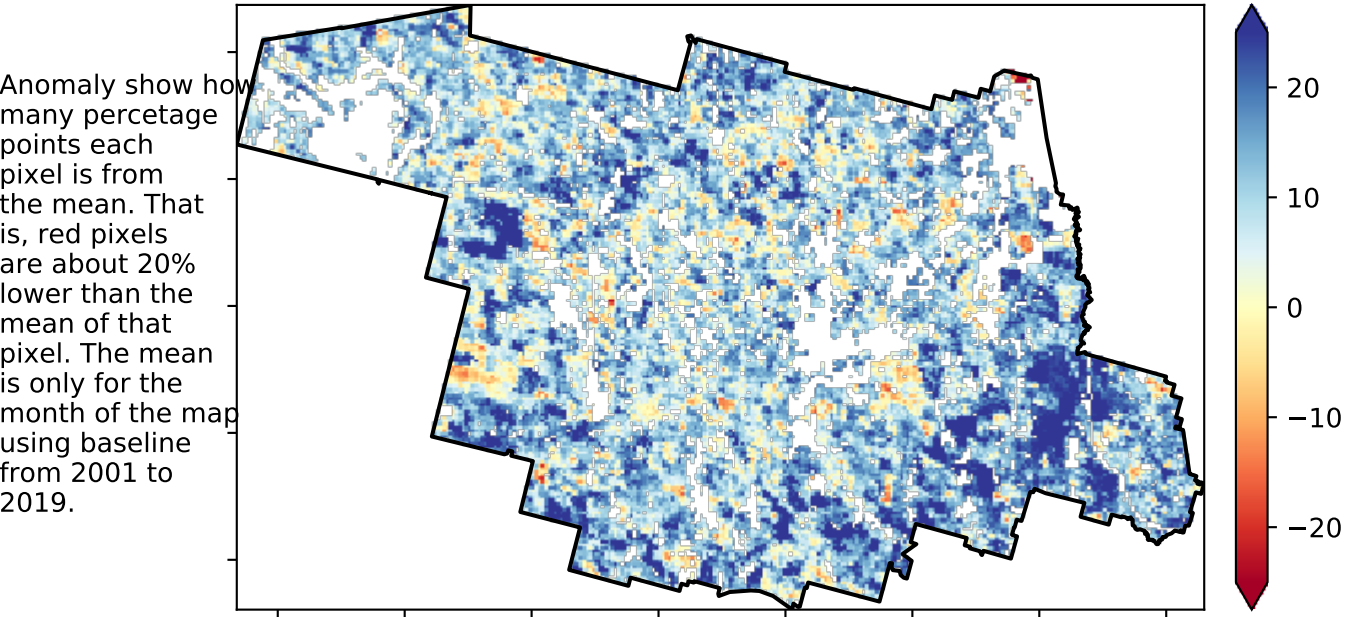 Anomaly show how
many percetage
points each
pixel is from
the mean. That
is, red pixels
are about 20%
lower than the
mean of that
pixel. The mean
is only for the
month of the map
using baseline
from 2001 to
2019.
20
10
0
−10
−20